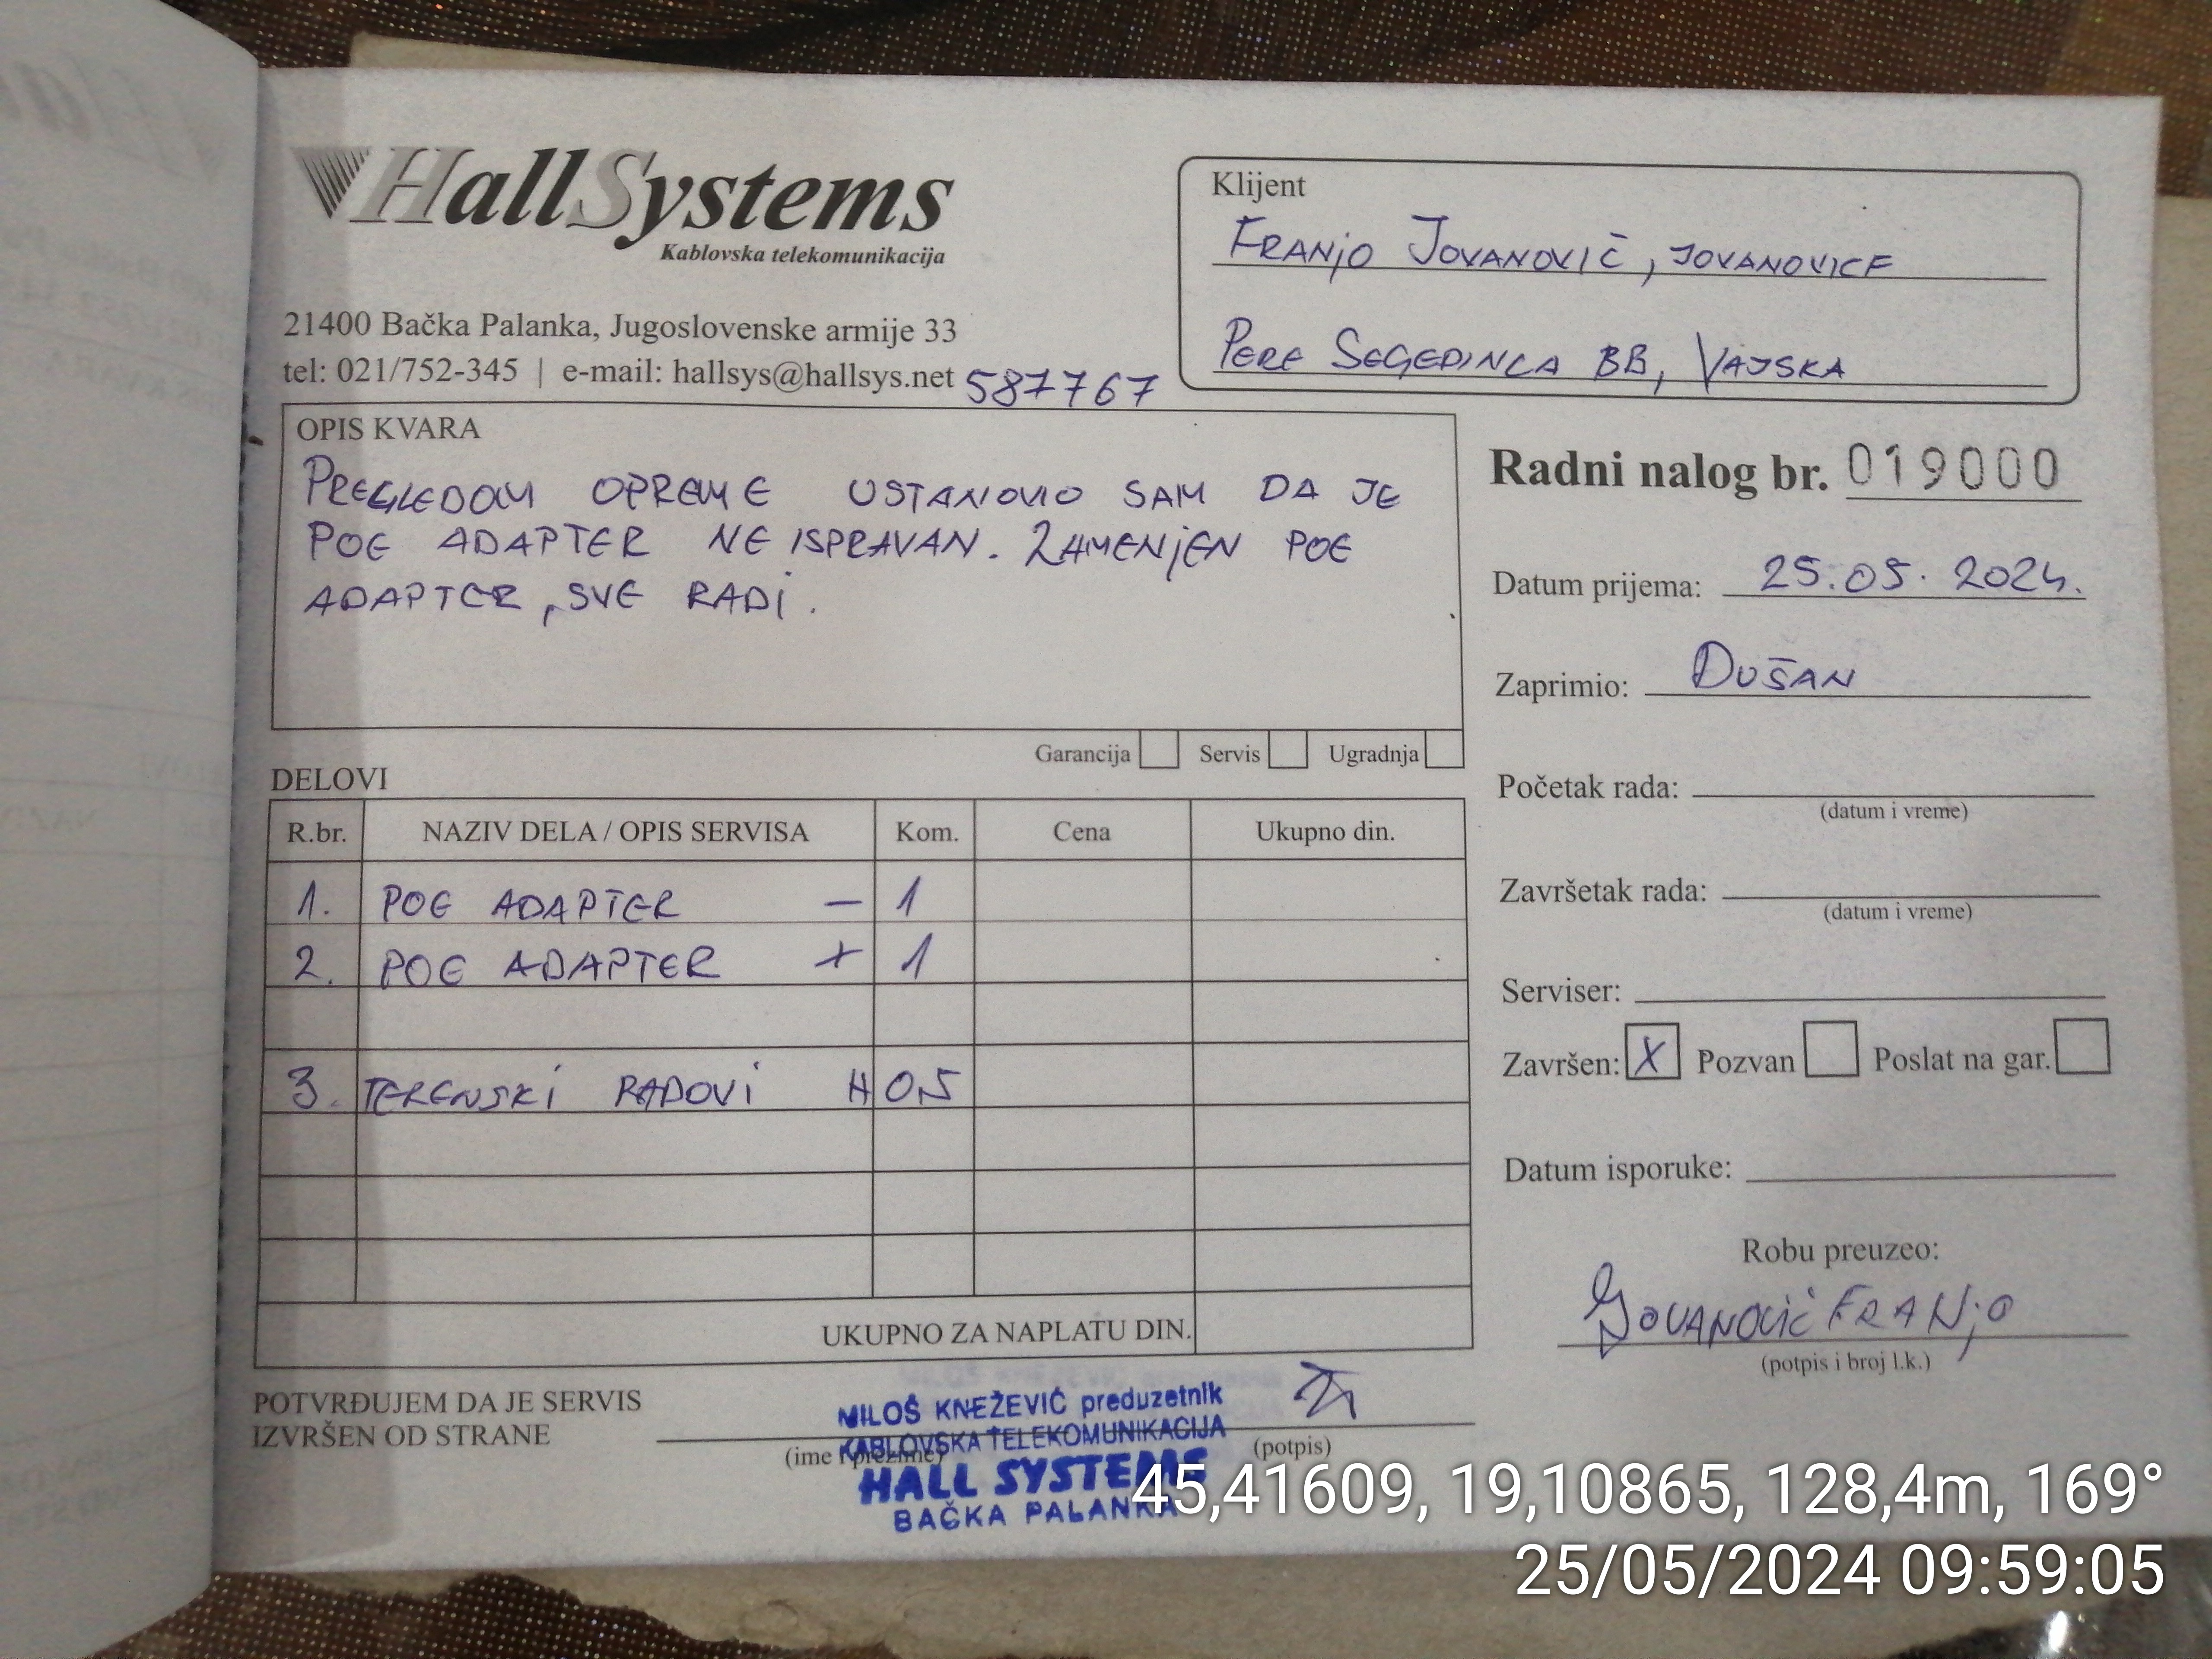 HallSystems
Kablovska telekomunikacija
21400 Bačka Palanka, Jugoslovenske armije 33
tel: 021/752-345 | e-mail: hallsys@hallsys.net 587767
Klijent
FRANJO JOVANOVIĆ, JOVANOVICF
PERE SEGEDINCA BB, VAJSKA
OPIS KVARA
PREGLEDOM OPREME USTANOVIO SAM DA JE
POE ADAPTER NE ISPRAVAN. ZAMENJEN POE
ADAPTER, SVE RADI.
Garancija Servis Ugradnja
Radni nalog br. 019000
Datum prijema: 25.05.2024.
Zaprimio: DUŠAN
Početak rada:
(datum i vreme)
Završetak rada:
(datum i vreme)
Serviser:
Završen: X Pozvan Poslat na gar.
Datum isporuke:
Robu preuzeo:
JOVANOVIĆ FRANJO
(potpis i broj l.k.)
DELOVI
R.br. NAZIV DELA / OPIS SERVISA Kom. Cena Ukupno din.
1. POE ADAPTER – 1
2. POE ADAPTER + 1
3. TERENSKI RADOVI H 0,5
UKUPNO ZA NAPLATU DIN.
POTVRĐUJEM DA JE SERVIS
IZVRŠEN OD STRANE
(ime i prezime)
(potpis)
MILOŠ KNEŽEVIĆ preduzetnik
KABLOVSKA TELEKOMUNIKACIJA
HALL SYSTEMS
BAČKA PALANKA
45,41609, 19,10865, 128,4m, 169°
25/05/2024 09:59:05